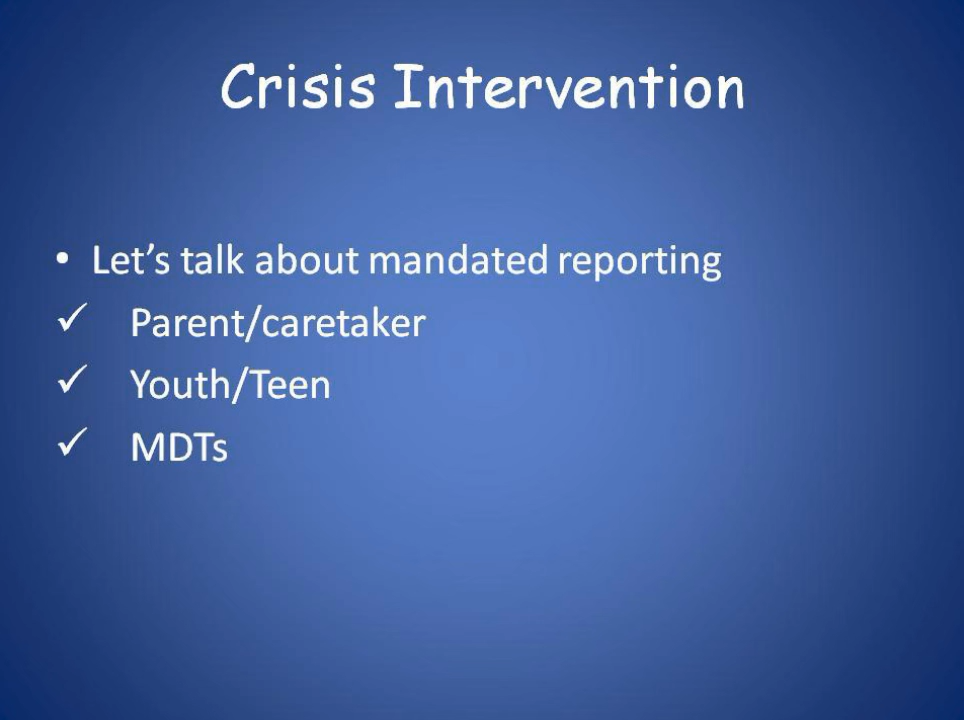 Crisis Intervention
• Let’s talk about mandated reporting
✓ Parent/caretaker
✓ Youth/Teen
✓ MDTs